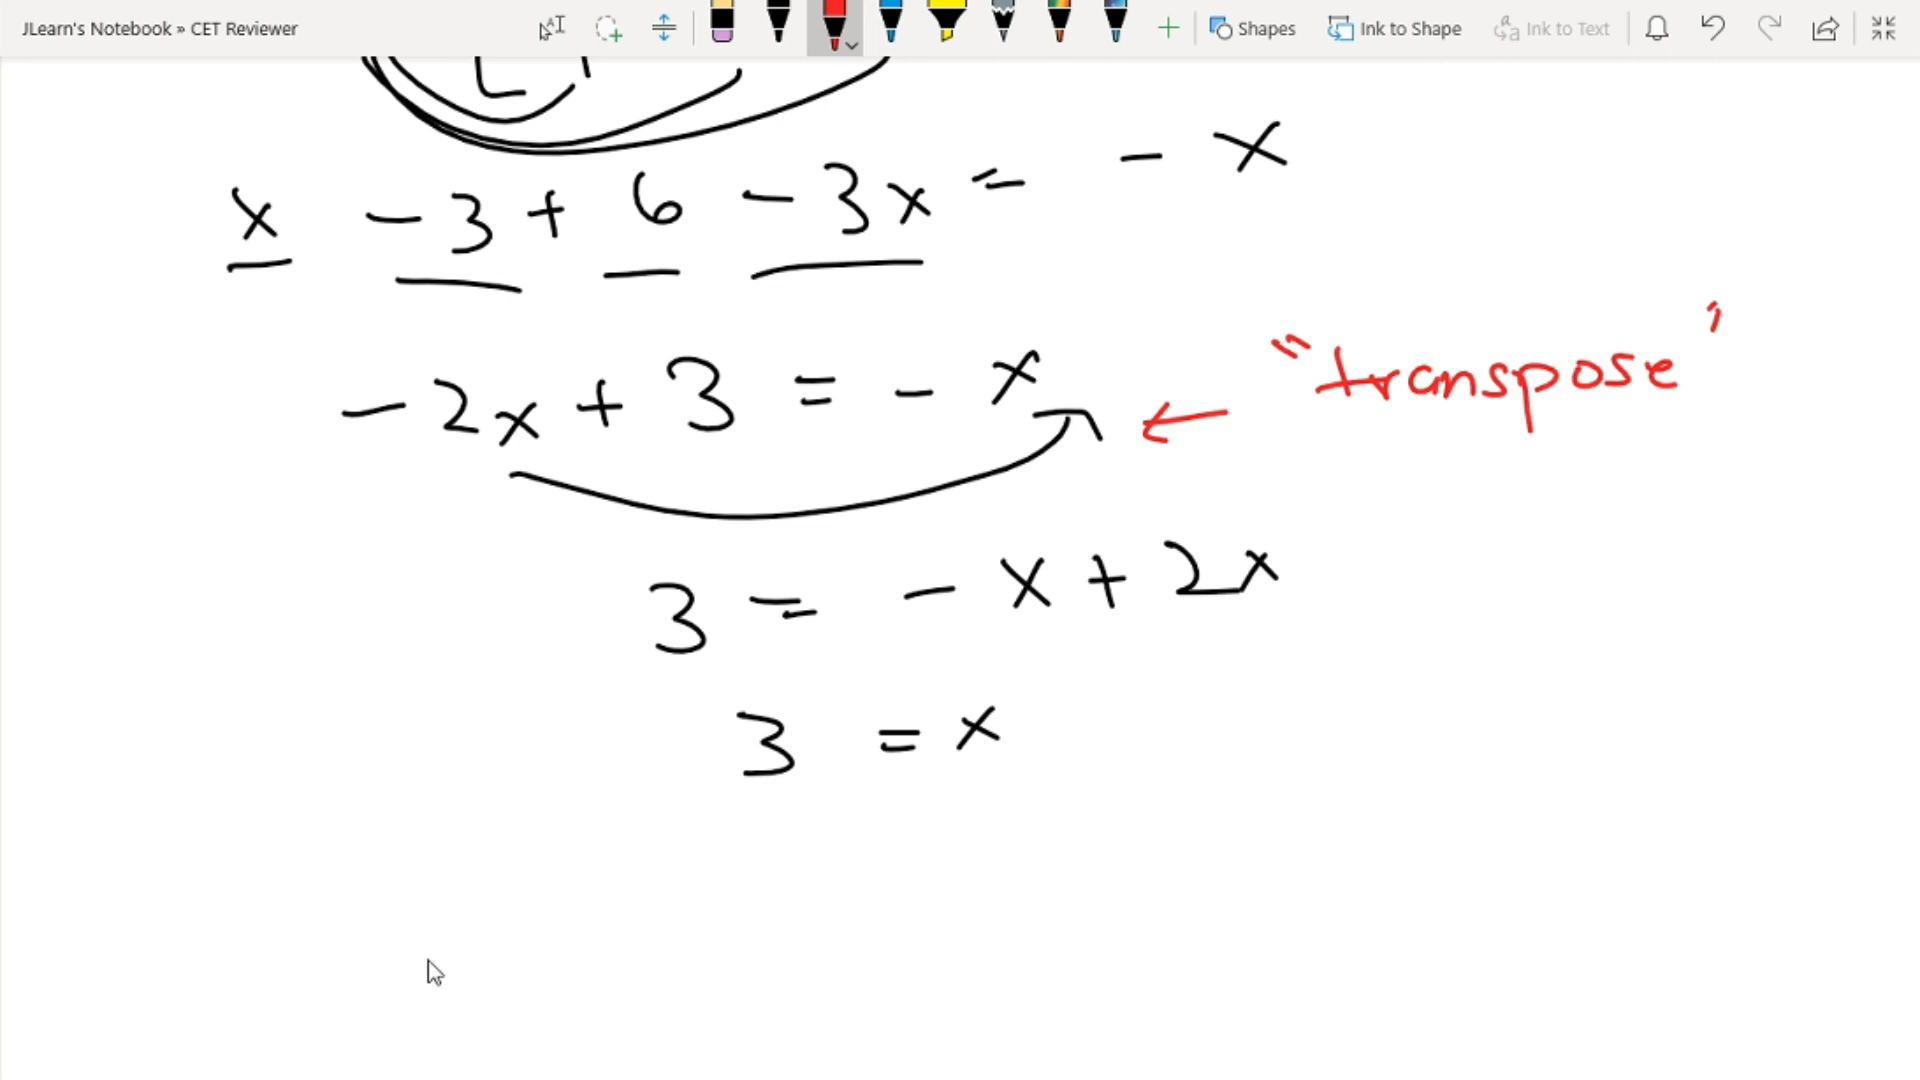 JLearn's Notebook » CET Reviewer
Shapes
Ink to Shape
Ink to Text
x - 3 + 6 - 3x = - x
- 2x + 3 = - x
"transpose"
3 = - x + 2x
3 = x